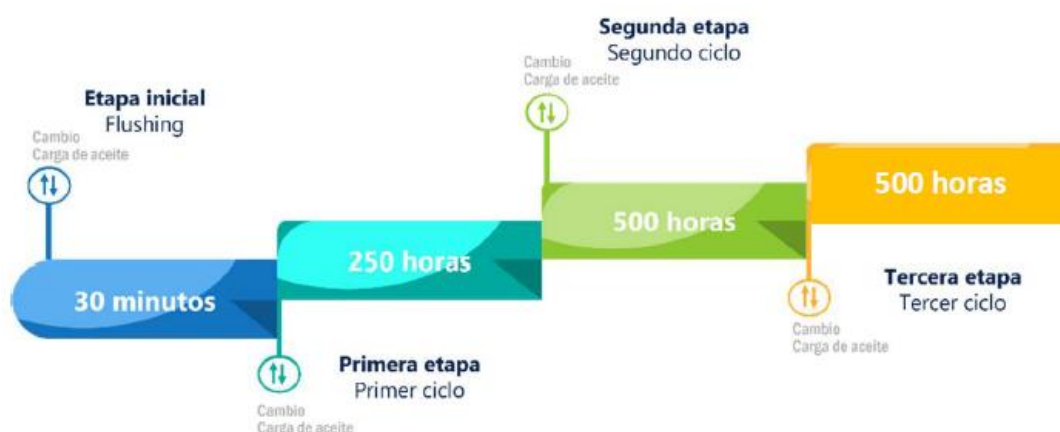 Etapa inicial
Flushing
Cambio
Carga de aceite
30 minutos
250 horas
Cambio
Carga de aceite
Primera etapa
Primer ciclo
Segunda etapa
Segundo ciclo
Cambio
Carga de aceite
500 horas
500 horas
Cambio
Carga de aceite
Tercera etapa
Tercer ciclo